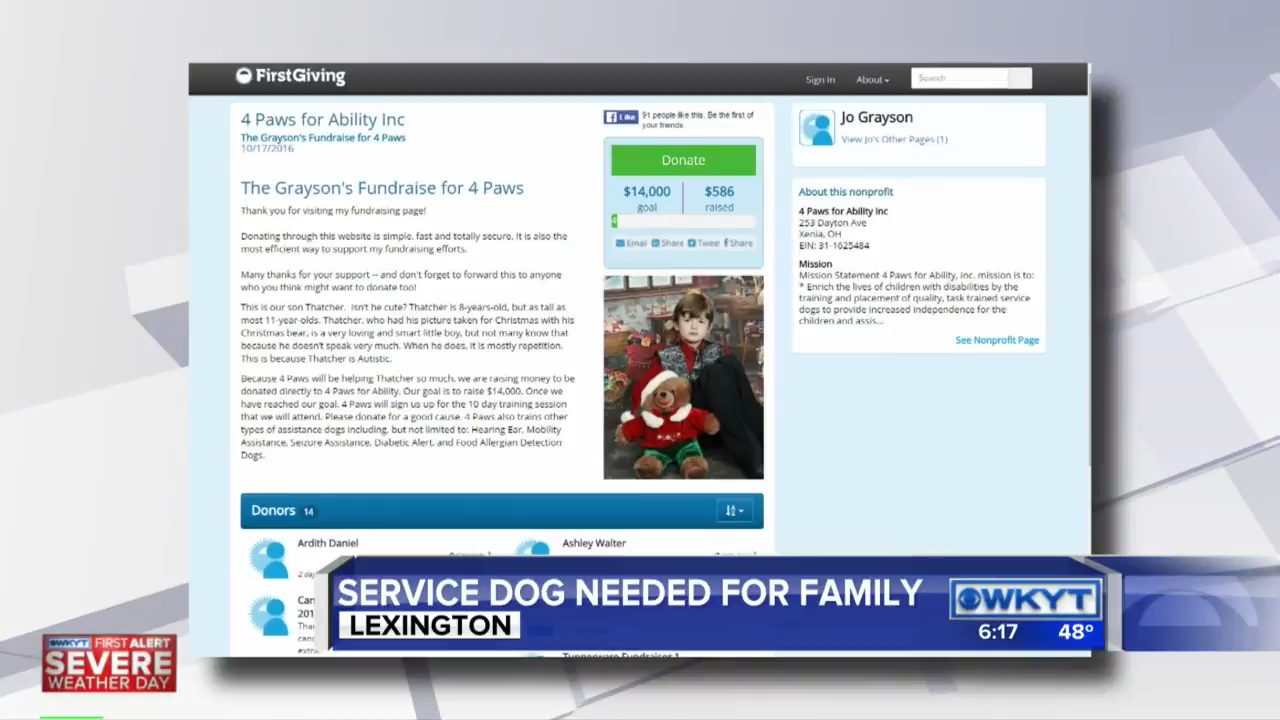 FirstGiving
Sign In
About
Search
4 Paws for Ability Inc
The Grayson's Fundraise for 4 Paws
10/17/2016
The Grayson's Fundraise for 4 Paws
Thank you for visiting my fundraising page!
Donating through this website is simple, fast and totally secure. It is also the
most efficient way to support my fundraising efforts.
Many thanks for your support -- and don't forget to forward this to anyone
who you think might want to donate too!
This is our son Thatcher. Isn't he cute? Thatcher is 8-years-old, but as tall as
most 11-year-olds. Thatcher, who had his picture taken for Christmas with his
Christmas bear, is a very loving and smart little boy, but not many know that
because he doesn't speak very much. When he does, it is mostly repetition.
This is because Thatcher is Autistic.
Because 4 Paws will be helping Thatcher so much, we are raising money to be
donated directly to 4 Paws for Ability. Our goal is to raise $14,000. Once we
have reached our goal, 4 Paws will sign us up for the 10 day training session
that we will attend. Please donate for a good cause. 4 Paws also trains other
types of assistance dogs including, but not limited to: Hearing Ear, Mobility
Assistance, Seizure Assistance, Diabetic Alert, and Food Allergian Detection
Dogs.
Like
91 people like this. Be the first of
your friends.
Donate
$14,000
goal
$586
raised
4
Email Share Tweet Share
Jo Grayson
View Jo's Other Pages (1)
About this nonprofit
4 Paws for Ability Inc
253 Dayton Ave
Xenia, OH
EIN: 31-1625484
Mission
Mission Statement 4 Paws for Ability, Inc. mission is to:
* Enrich the lives of children with disabilities by the
training and placement of quality, task trained service
dogs to provide increased independence for the
children and assis...
See Nonprofit Page
Donors 14
Ardith Daniel
Ashley Walter
2 da
Can
201
Tha
can
extra
Tupperware Fundraiser 1
SERVICE DOG NEEDED FOR FAMILY
LEXINGTON
WKYT
6:17 48°
WKYT FIRST ALERT
SEVERE
WEATHER DAY